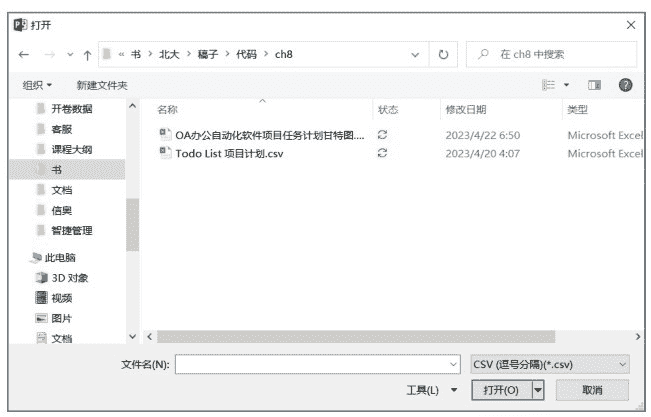 打开
« 书 › 北大 › 稿子 › 代码 › ch8
在 ch8 中搜索
组织 新建文件夹
开卷数据
客服
课程大纲
书
文档
信奥
智捷管理
此电脑
3D 对象
视频
图片
文档
名称 状态 修改日期 类型
OA办公自动化软件项目任务计划甘特图.... 2023/4/22 6:50 Microsoft Excel
Todo List 项目计划.csv 2023/4/20 4:07 Microsoft Excel
文件名(N): CSV (逗号分隔)(*.csv)
工具(L) 打开(O) 取消